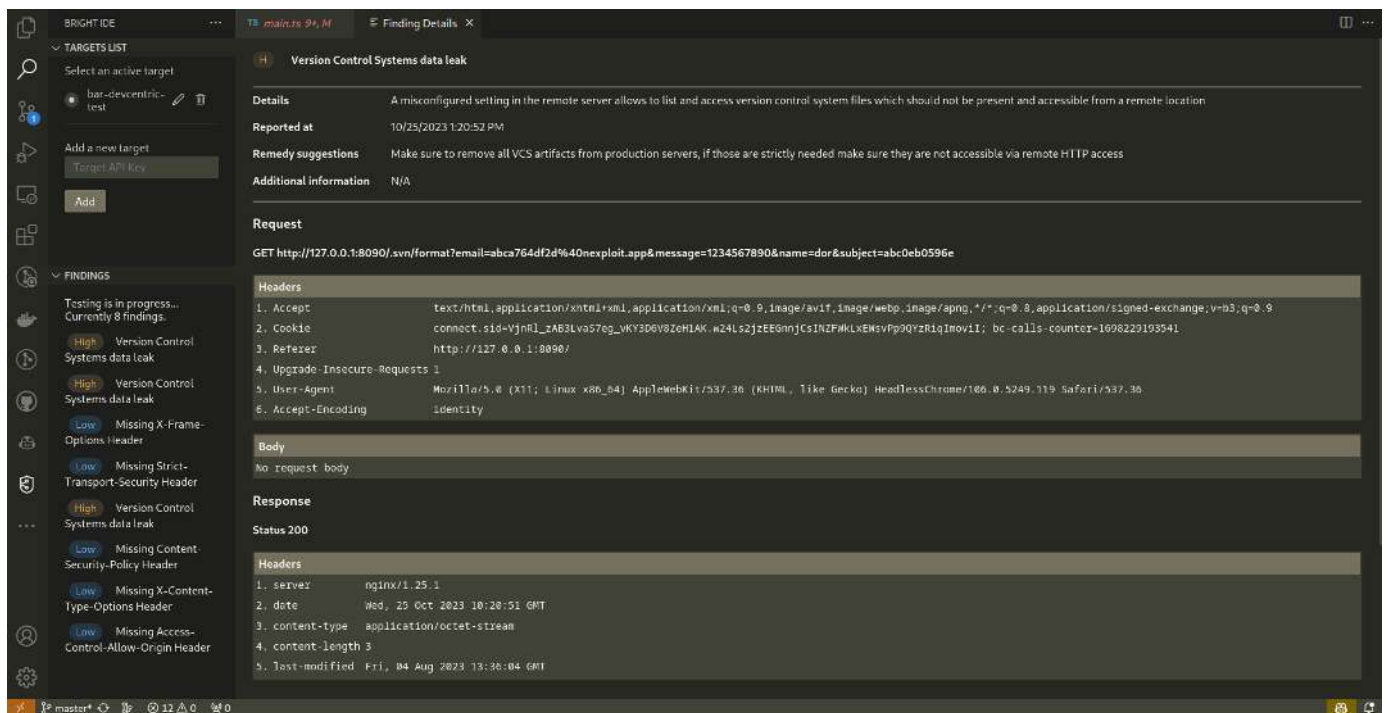 BRIGHT IDE ···
TS main.ts 9+, M
Finding Details ×
···
TARGETS LIST
Select an active target
bar-devcentric-
test
Add a new target
Target API Key
Add
FINDINGS
Testing is in progress...
Currently 8 findings.
High Version Control
Systems data leak
High Version Control
Systems data leak
Low Missing X-Frame-
Options Header
Low Missing Strict-
Transport-Security Header
High Version Control
Systems data leak
Low Missing Content-
Security-Policy Header
Low Missing X-Content-
Type-Options Header
Low Missing Access-
Control-Allow-Origin Header
H Version Control Systems data leak
Details A misconfigured setting in the remote server allows to list and access version control system files which should not be present and accessible from a remote location
Reported at 10/25/2023 1:20:52 PM
Remedy suggestions Make sure to remove all VCS artifacts from production servers, if those are strictly needed make sure they are not accessible via remote HTTP access
Additional information N/A
Request
GET http://127.0.0.1:8090/.svn/format?email=abca764df2d%40nexploit.app&message=1234567890&name=dor&subject=abc0eb0596e
Headers
1. Accept text/html,application/xhtml+xml,application/xml;q=0.9,image/avif,image/webp,image/apng,*/*;q=0.8,application/signed-exchange;v=b3;q=0.9
2. Cookie bc-calls-counter=1698229193541
3. Referer http://127.0.0.1:8090/
4. Upgrade-Insecure-Requests 1
5. User-Agent Mozilla/5.0 (X11; Linux x86_64) AppleWebKit/537.36 (KHTML, like Gecko) HeadlessChrome/106.0.5249.119 Safari/537.36
6. Accept-Encoding identity
Body
No request body
Response
Status 200
Headers
1. server nginx/1.25.1
2. date Wed, 25 Oct 2023 10:20:51 GMT
3. content-type application/octet-stream
4. content-length 3
5. last-modified Fri, 04 Aug 2023 13:36:04 GMT
1
master* 12 0 0